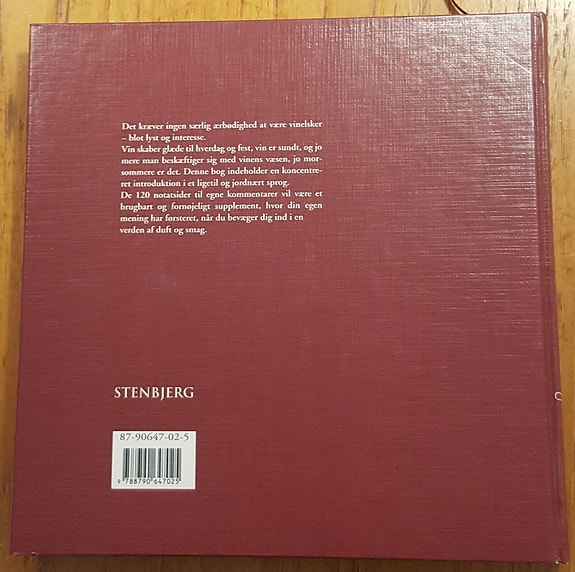 Det kræver ingen særlig ærbødighed at være vinelsker
– blot lyst og interesse.
Vin skaber glæde til hverdag og fest, vin er sundt, og jo
mere man beskæftiger sig med vinens væsen, jo mor-
sommere er det. Denne bog indeholder en koncentre-
ret introduktion i et ligetil og jordnært sprog.
De 120 notatsider til egne kommentarer vil være et
brugbart og fornøjeligt supplement, hvor din egen
mening har førsteret, når du bevæger dig ind i en
verden af duft og smag.
STENBJERG
87-90647-02-5
9 788790 647025